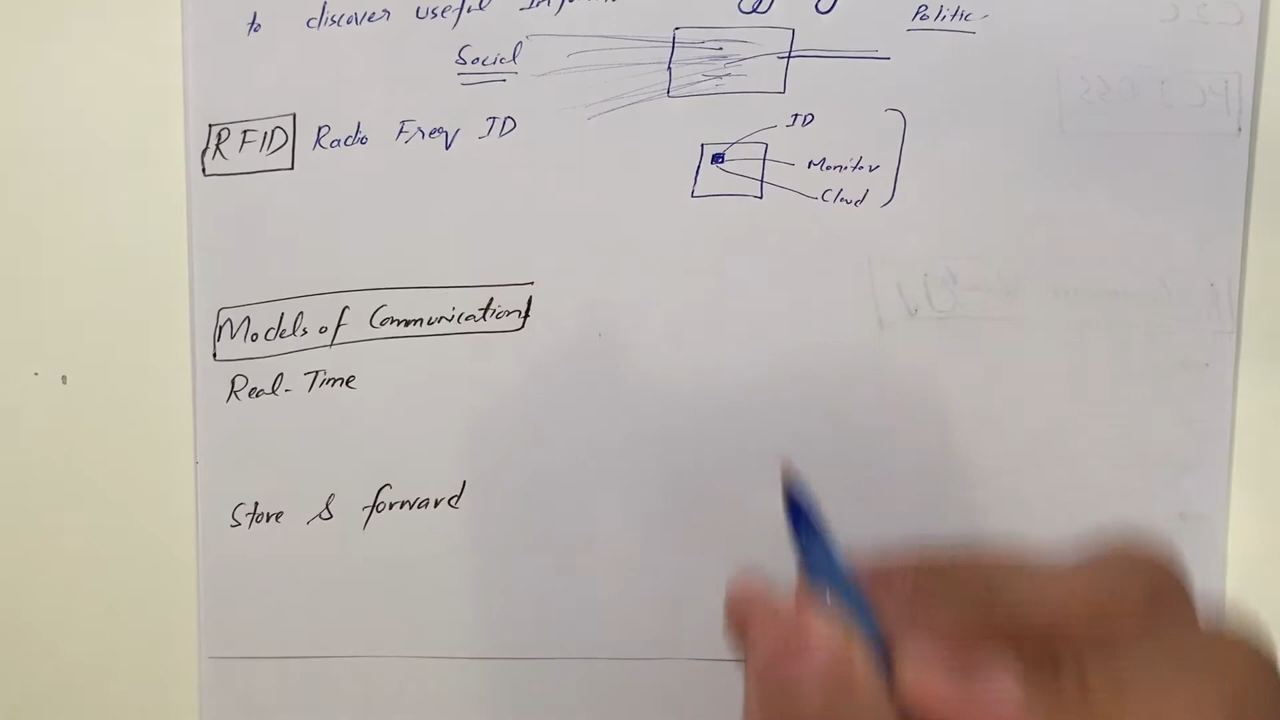 to discover useful
Politic
Social
RFID Radio Freq ID
ID
Monitor
Cloud
Models of Communication
Real-Time
Store & forward